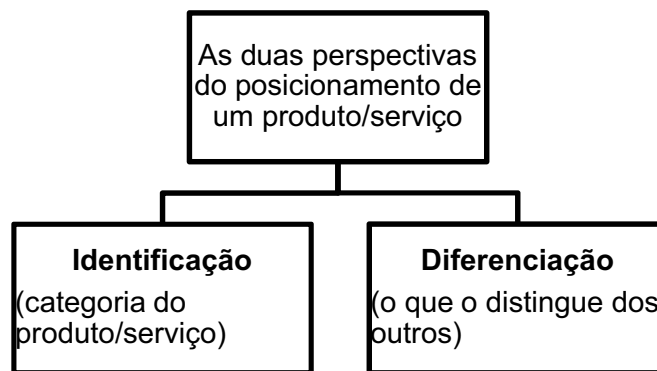 As duas perspectivas
do posicionamento de
um produto/serviço
Identificação
(categoria do
produto/serviço)
Diferenciação
(o que o distingue dos
outros)